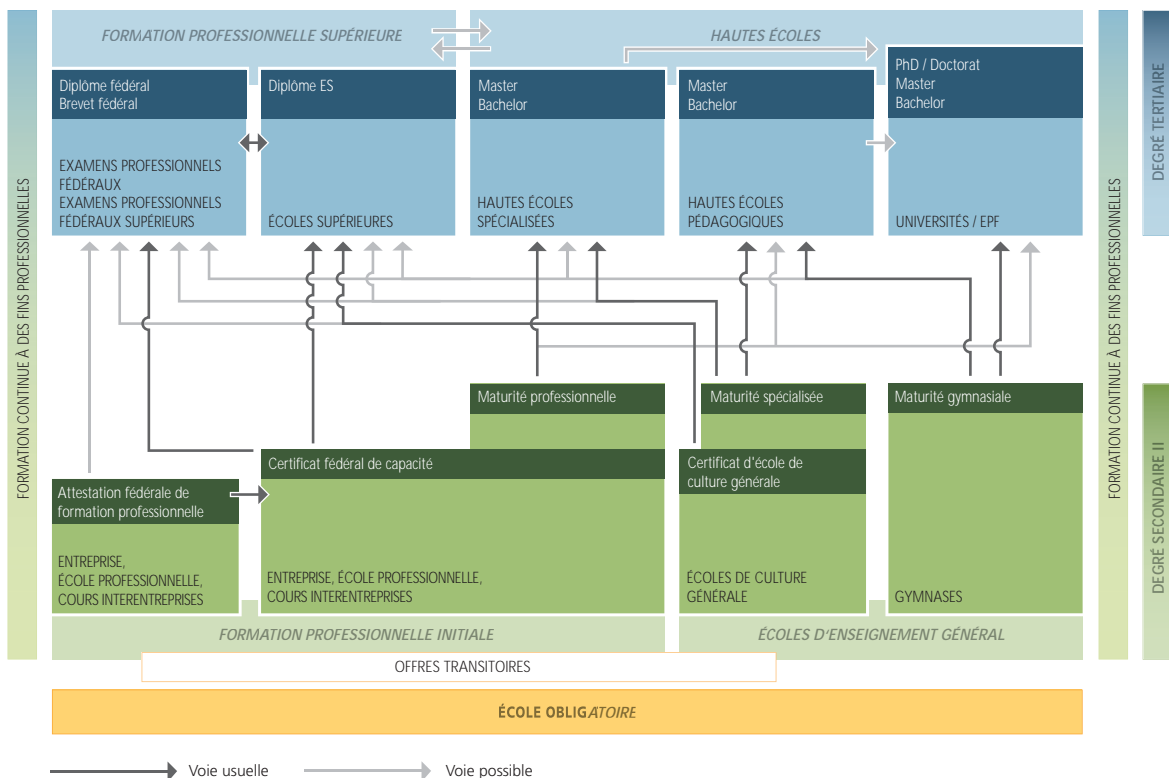 FORMATION PROFESSIONNELLE SUPÉRIEURE
HAUTES ÉCOLES
Diplôme fédéral
Brevet fédéral
EXAMENS PROFESSIONNELS
FÉDÉRAUX
EXAMENS PROFESSIONNELS
FÉDÉRAUX SUPÉRIEURS
Diplôme ES
ÉCOLES SUPÉRIEURES
Master
Bachelor
HAUTES ÉCOLES
SPÉCIALISÉES
Master
Bachelor
HAUTES ÉCOLES
PÉDAGOGIQUES
PhD / Doctorat
Master
Bachelor
UNIVERSITÉS / EPF
FORMATION CONTINUE À DES FINS PROFESSIONNELLES
FORMATION CONTINUE À DES FINS PROFESSIONNELLES
DEGRÉ TERTIAIRE
DEGRÉ SECONDAIRE II
Attestation fédérale de
formation professionnelle
ENTREPRISE,
ÉCOLE PROFESSIONNELLE,
COURS INTERENTREPRISES
Maturité professionnelle
Certificat fédéral de capacité
ENTREPRISE, ÉCOLE PROFESSIONNELLE,
COURS INTERENTREPRISES
Maturité spécialisée
Certificat d'école de
culture générale
ÉCOLES DE CULTURE
GÉNÉRALE
Maturité gymnasiale
GYMNASES
FORMATION PROFESSIONNELLE INITIALE
ÉCOLES D'ENSEIGNEMENT GÉNÉRAL
OFFRES TRANSITOIRES
ÉCOLE OBLIGATOIRE
Voie usuelle
Voie possible